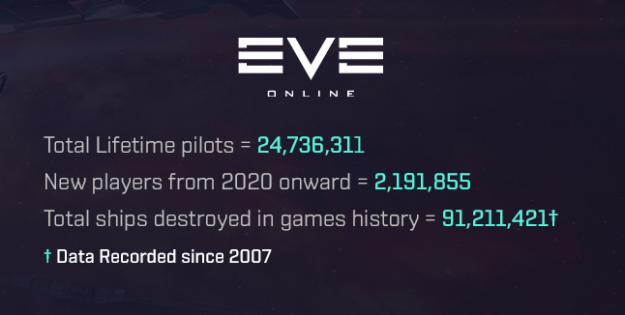 EVE
ONLINE
Total Lifetime pilots = 24,736,311
New players from 2020 onward = 2,191,855
Total ships destroyed in games history = 91,211,421†
† Data Recorded since 2007